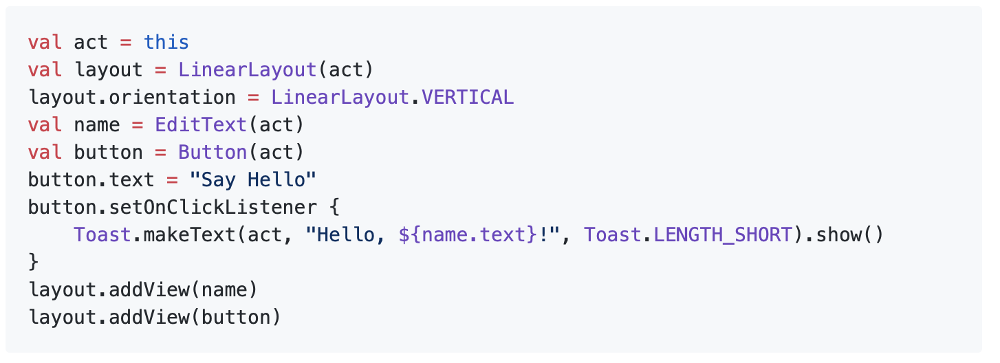 val act = this
val layout = LinearLayout(act)
layout.orientation = LinearLayout.VERTICAL
val name = EditText(act)
val button = Button(act)
button.text = "Say Hello"
button.setOnClickListener {
    Toast.makeText(act, "Hello, ${name.text}!", Toast.LENGTH_SHORT).show()
}
layout.addView(name)
layout.addView(button)